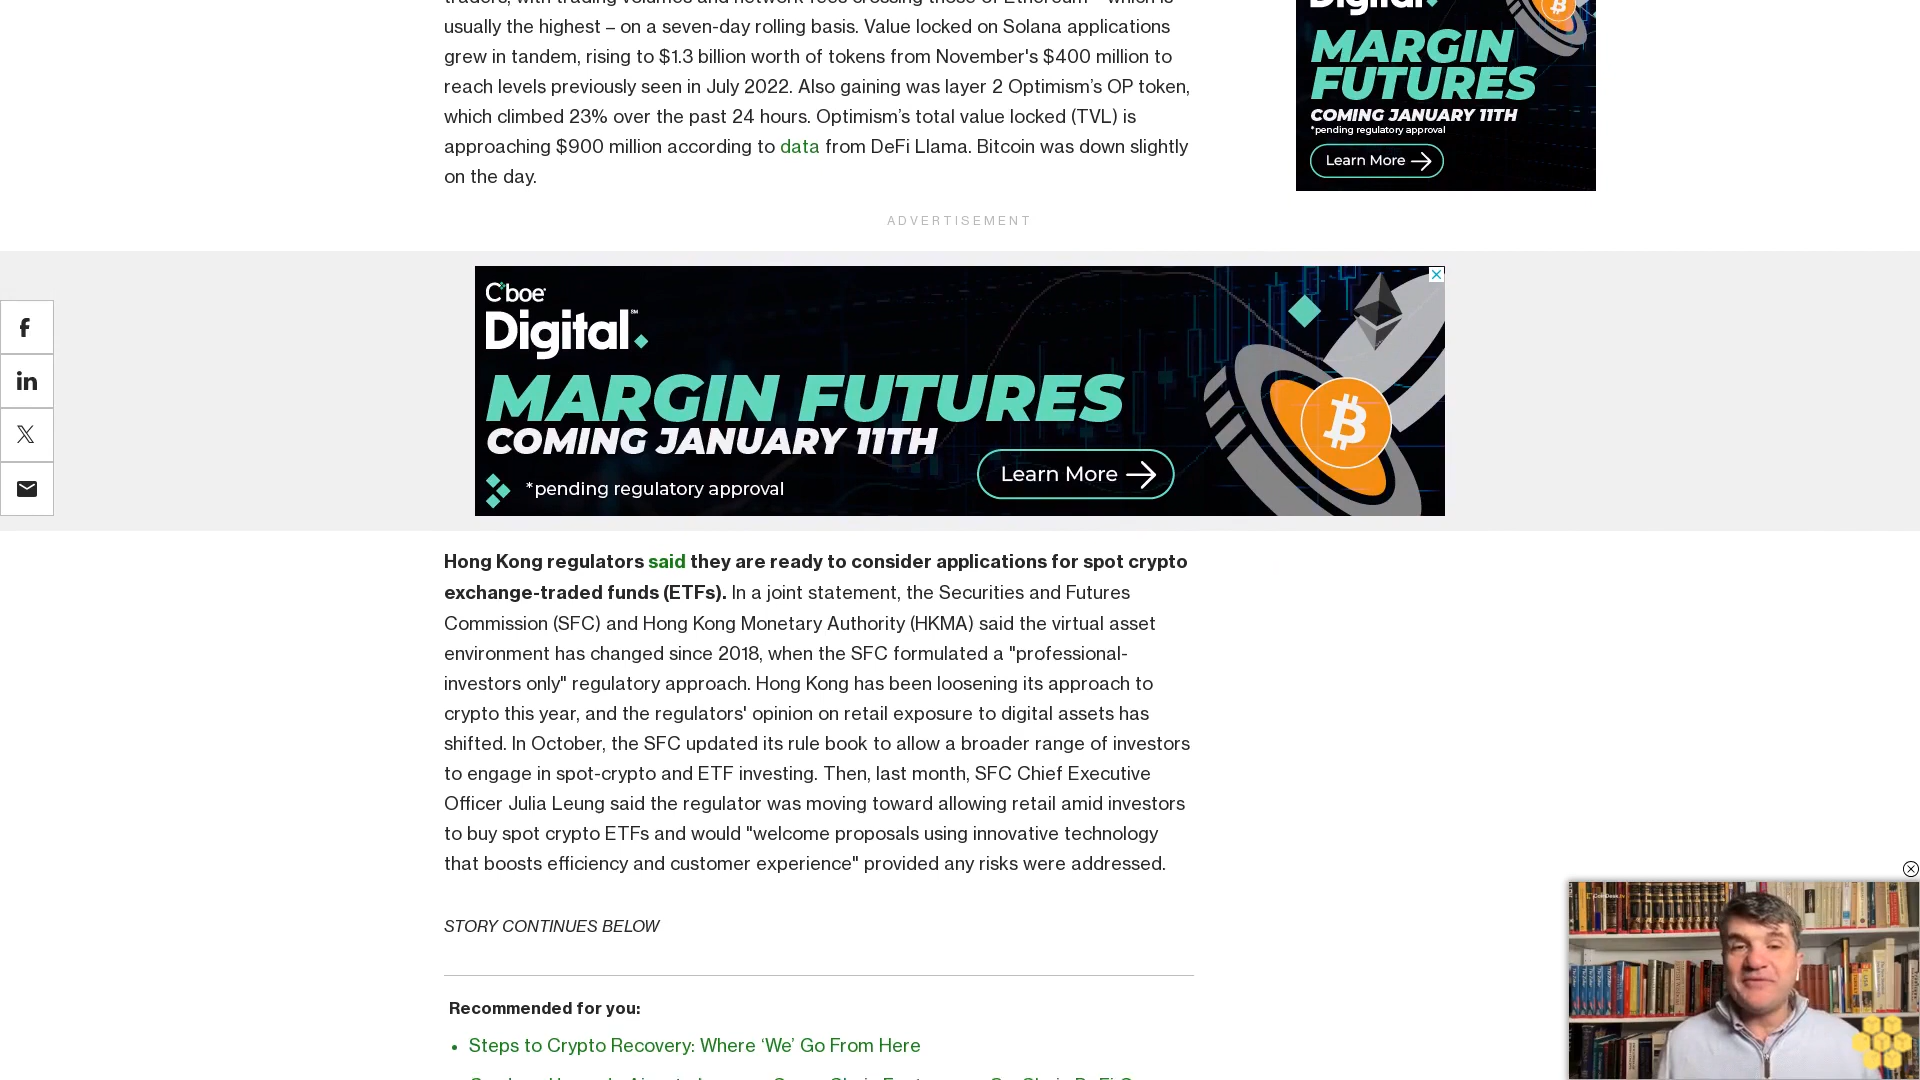 usually the highest – on a seven-day rolling basis. Value locked on Solana applications
grew in tandem, rising to $1.3 billion worth of tokens from November's $400 million to
reach levels previously seen in July 2022. Also gaining was layer 2 Optimism’s OP token,
which climbed 23% over the past 24 hours. Optimism’s total value locked (TVL) is
approaching $900 million according to data from DeFi Llama. Bitcoin was down slightly
on the day.
Digital
MARGIN
FUTURES
COMING JANUARY 11TH
*pending regulatory approval
Learn More
ADVERTISEMENT
Cboe
Digital
MARGIN FUTURES
COMING JANUARY 11TH
*pending regulatory approval
Learn More
Hong Kong regulators said they are ready to consider applications for spot crypto
exchange-traded funds (ETFs). In a joint statement, the Securities and Futures
Commission (SFC) and Hong Kong Monetary Authority (HKMA) said the virtual asset
environment has changed since 2018, when the SFC formulated a "professional-
investors only" regulatory approach. Hong Kong has been loosening its approach to
crypto this year, and the regulators' opinion on retail exposure to digital assets has
shifted. In October, the SFC updated its rule book to allow a broader range of investors
to engage in spot-crypto and ETF investing. Then, last month, SFC Chief Executive
Officer Julia Leung said the regulator was moving toward allowing retail amid investors
to buy spot crypto ETFs and would "welcome proposals using innovative technology
that boosts efficiency and customer experience" provided any risks were addressed.
STORY CONTINUES BELOW
Recommended for you:
Steps to Crypto Recovery: Where ‘We’ Go From Here